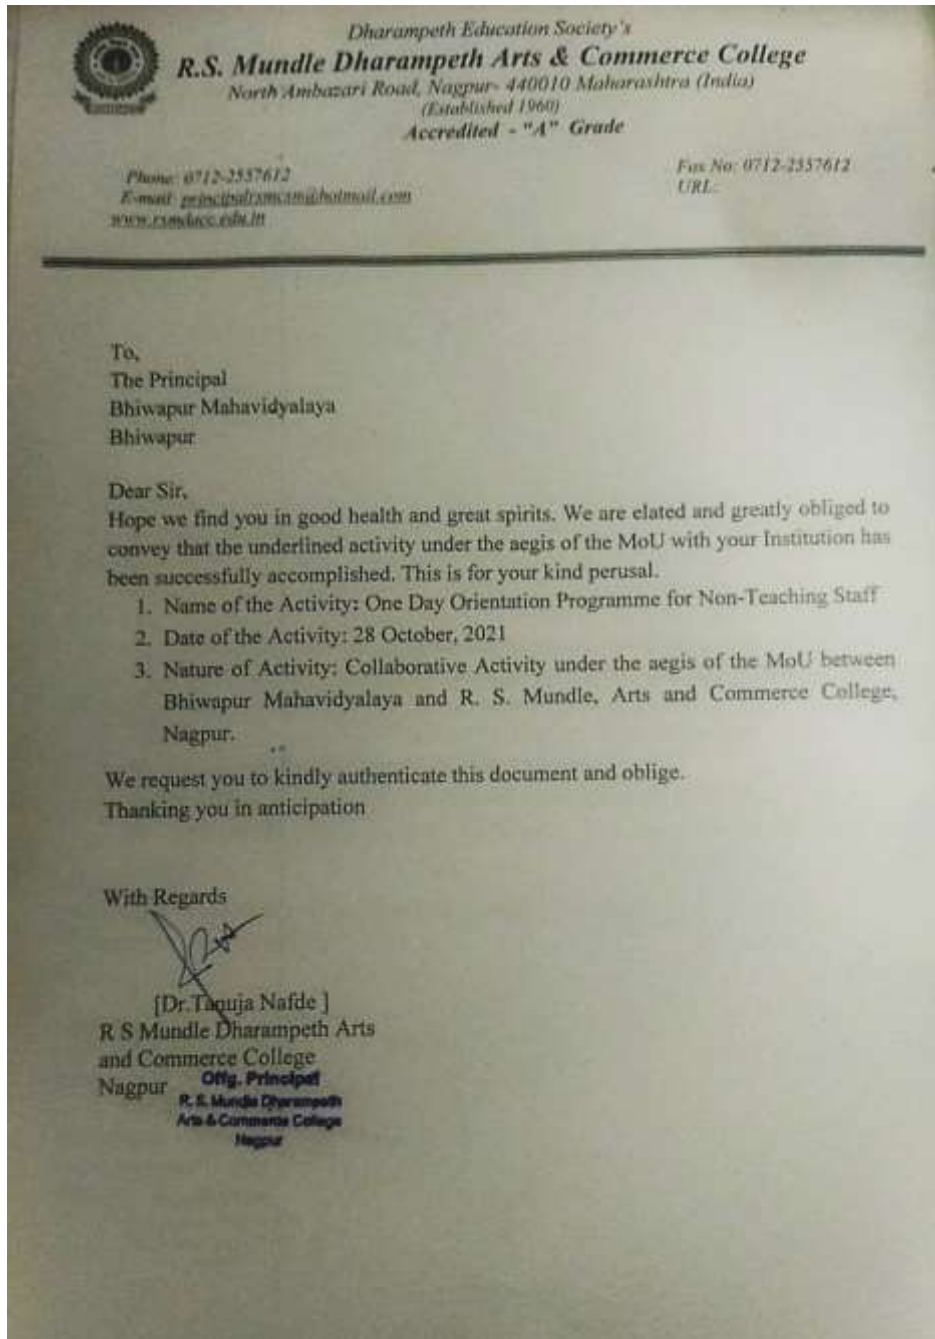 Dharampeth Education Society's
R.S. Mundle Dharampeth Arts & Commerce College
North Ambazari Road, Nagpur- 440010 Maharashtra (India)
(Established 1960)
Accredited - "A" Grade
Phone: 0712-2557612
Fax No: 0712-2557612
E-mail: principalrsmcsm@hotmail.com
URL:
www.rsmdacc.edu.in
To,
The Principal
Bhiwapur Mahavidyalaya
Bhiwapur
Dear Sir,
Hope we find you in good health and great spirits. We are elated and greatly obliged to
convey that the underlined activity under the aegis of the MoU with your Institution has
been successfully accomplished. This is for your kind perusal.
1. Name of the Activity: One Day Orientation Programme for Non-Teaching Staff
2. Date of the Activity: 28 October, 2021
3. Nature of Activity: Collaborative Activity under the aegis of the MoU between
Bhiwapur Mahavidyalaya and R. S. Mundle, Arts and Commerce College,
Nagpur.
We request you to kindly authenticate this document and oblige.
Thanking you in anticipation
With Regards
[Dr.Tanuja Nafde ]
R S Mundle Dharampeth Arts
and Commerce College
Nagpur
Offg. Principal
R. S. Mundle Dharampeth
Arts & Commerce College
Nagpur